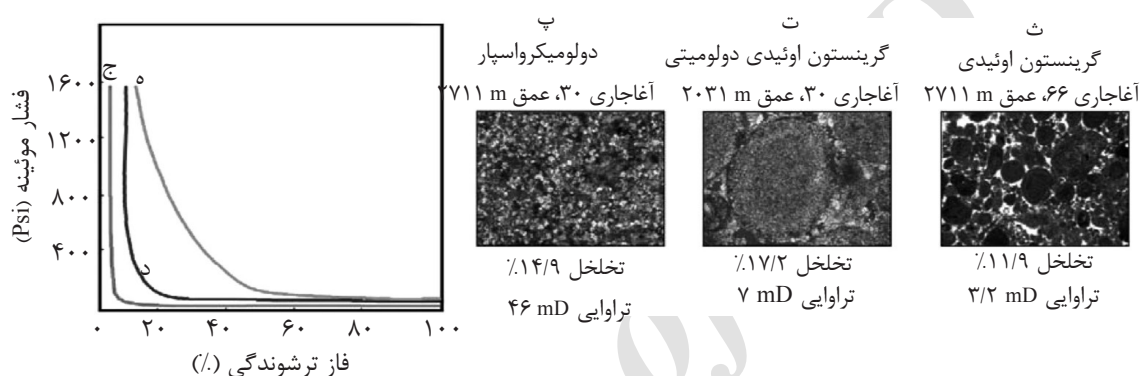 پ
دولومیکرواسپار
آغاجاری ۳۰، عمق ۲۷۱۱ m
تخلخل ۱۴/۹٪
تراوایی ۴۶ mD
ت
گرینستون اوئیدی دولومیتی
آغاجاری ۳۰، عمق ۲۰۳۱ m
تخلخل ۱۷/۲٪
تراوایی ۷ mD
ث
گرینستون اوئیدی
آغاجاری ۶۶، عمق ۲۷۱۱ m
تخلخل ۱۱/۹٪
تراوایی ۳/۲ mD
فشار موئینه (Psi)
۱۶۰۰
۱۲۰۰
۸۰۰
۴۰۰
ج
ه
د
۰ ۲۰ ۴۰ ۶۰ ۸۰ ۱۰۰
فاز ترشوندگی (٪)